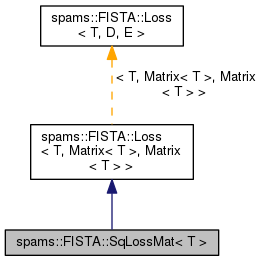 spams::FISTA::Loss
< T, D, E >
< T, Matrix< T >, Matrix
< T > >
spams::FISTA::Loss
< T, Matrix< T >, Matrix
< T > >
spams::FISTA::SqLossMat< T >